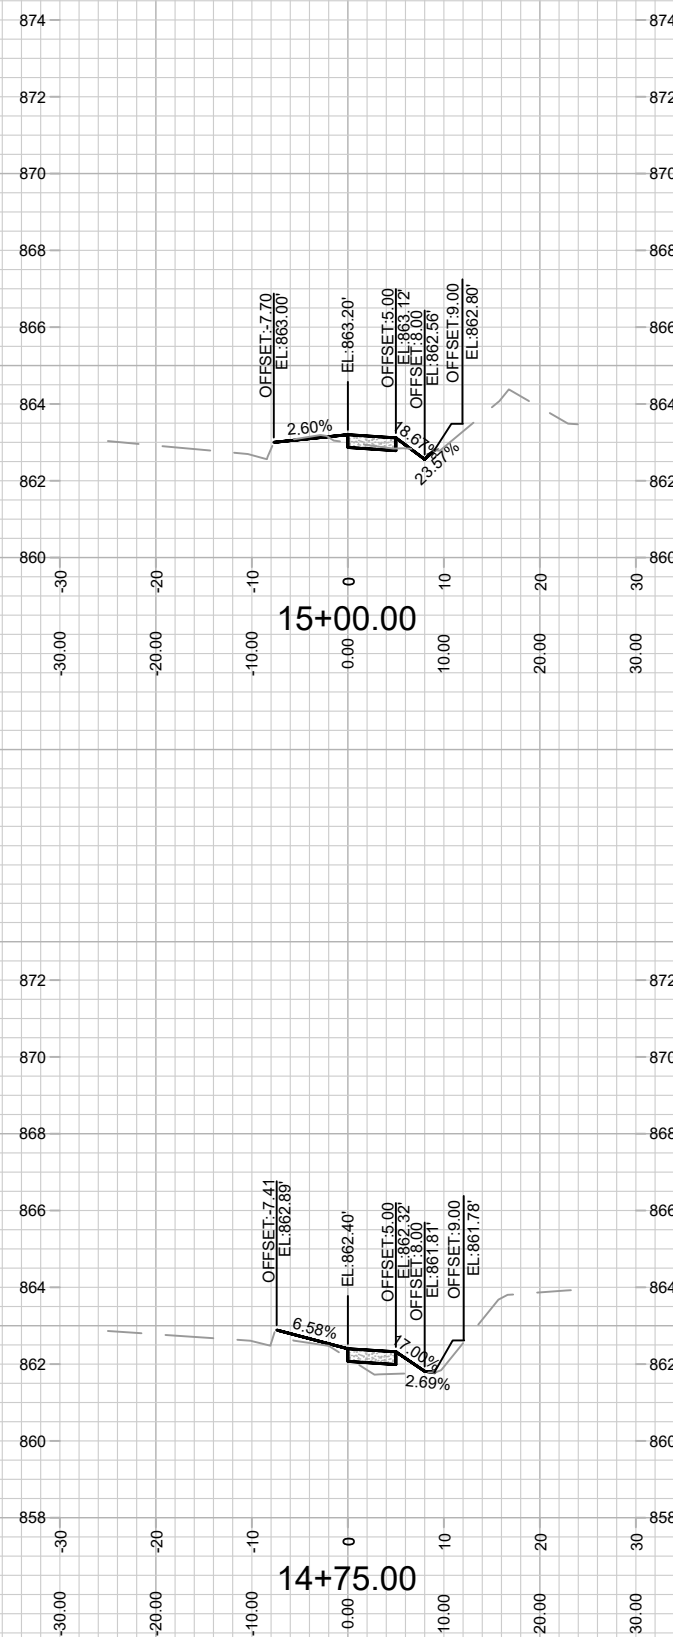 874 874
872 872
870 870
868 868
866 866
864 864
862 862
860 860
OFFSET:-7.70
EL:863.00'
EL:863.20'
OFFSET:5.00
EL:863.12'
OFFSET:8.00
EL:862.56'
OFFSET:9.00
EL:862.80'
2.60%
18.67%
23.57%
-30 -20 -10 0 10 20 30
15+00.00
-30.00 -20.00 -10.00 0.00 10.00 20.00 30.00
872 872
870 870
868 868
866 866
864 864
862 862
860 860
858 858
OFFSET:-7.41
EL:862.89'
EL:862.40'
OFFSET:5.00
EL:862.32'
OFFSET:8.00
EL:861.81'
OFFSET:9.00
EL:861.78'
6.58%
17.00%
2.69%
-30 -20 -10 0 10 20 30
14+75.00
-30.00 -20.00 -10.00 0.00 10.00 20.00 30.00